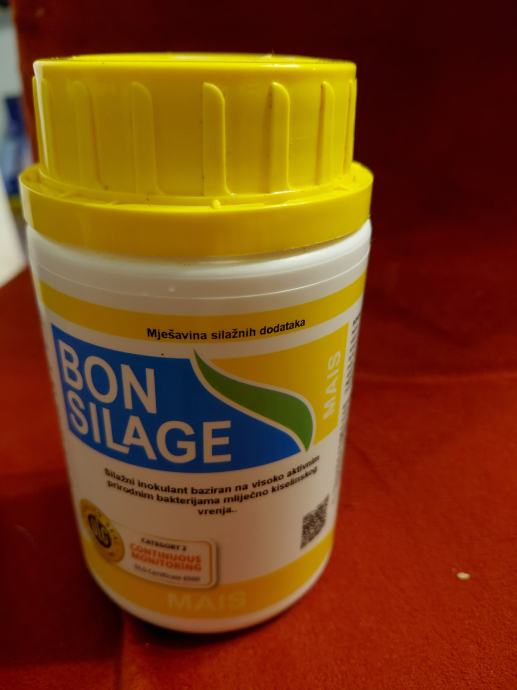 Mješavina silažnih dodataka
BON
SILAGE
MAIS
Silažni inokulant baziran na visoko aktivnim
prirodnim bakterijama mliječno kiselinskog
vrenja..
DLG
CATEGORY 2
CONTINUOUS
MONITORING
MAIS